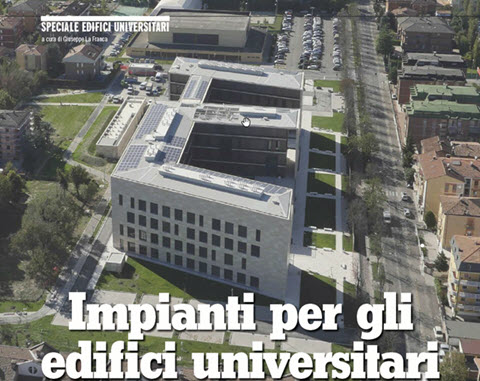 SPECIALE EDIFICI UNIVERSITARI
a cura di Giuseppe La Franca
Impianti per gli
edifici universitari